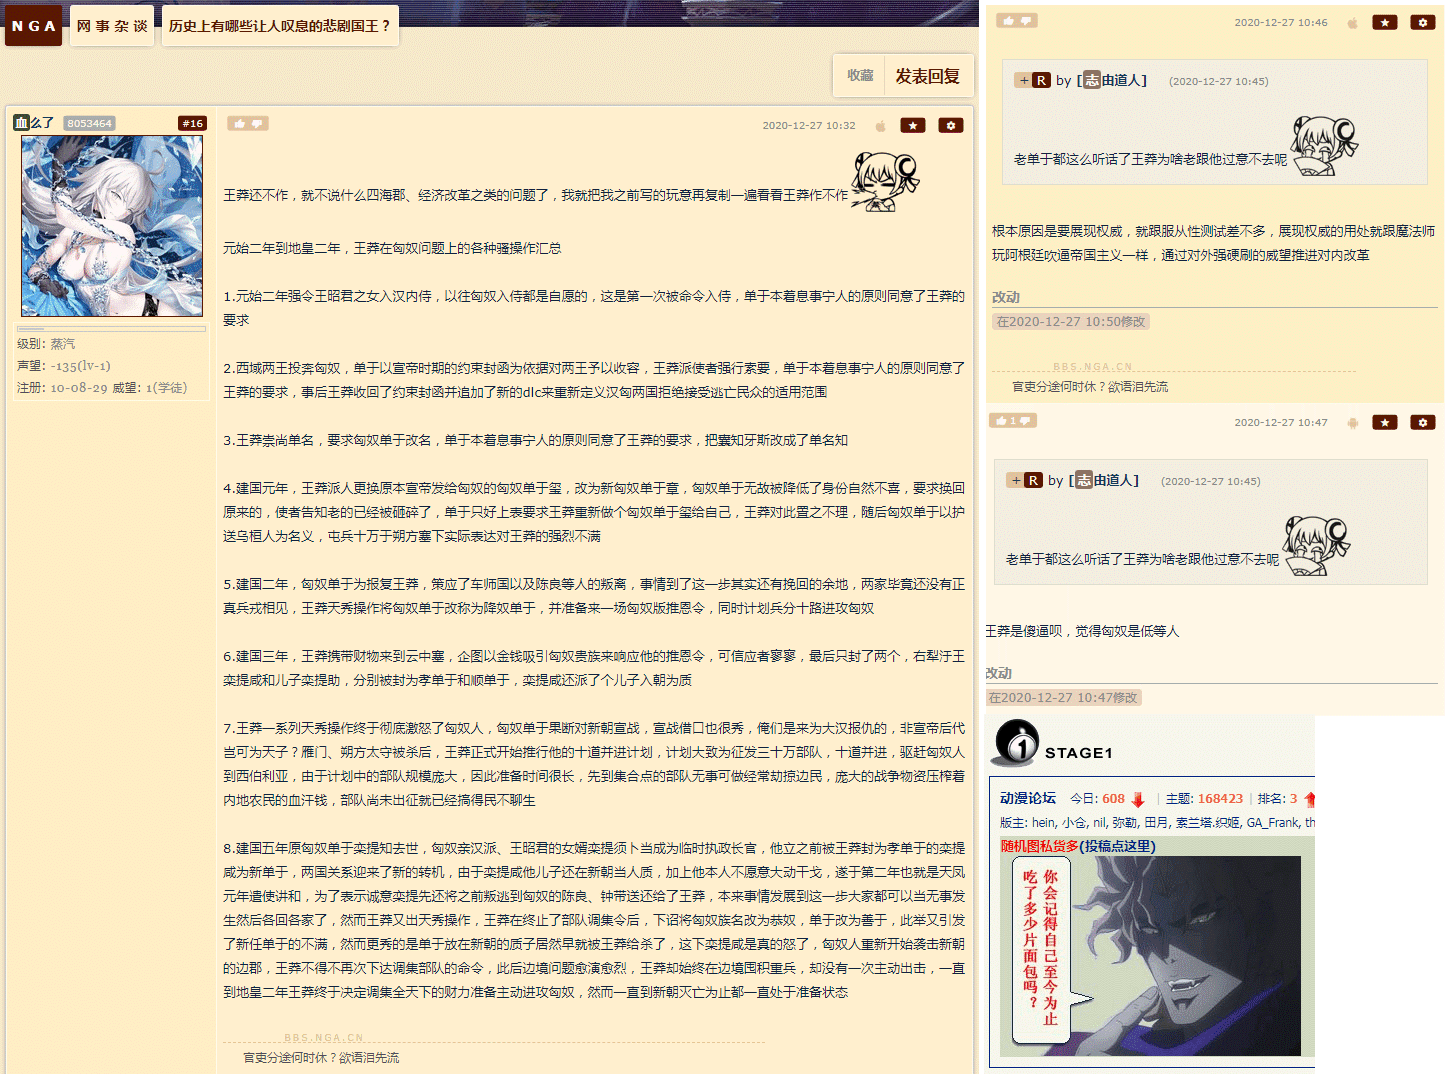 NGA 网事杂谈 历史上有哪些让人叹息的悲剧国王？
收藏 发表回复
血么了 8053464 #16
级别: 蒸汽
声望: -135(lv-1)
注册: 10-08-29 威望: 1(学徒)
2020-12-27 10:32
王莽还不作，就不说什么四海郡、经济改革之类的问题了，我就把我之前写的玩意再复制一遍看看王莽作不作
元始二年到地皇二年，王莽在匈奴问题上的各种骚操作汇总
1.元始二年强令王昭君之女入汉内侍，以往匈奴入侍都是自愿的，这是第一次被命令入侍，单于本着息事宁人的原则同意了王莽的
要求
2.西域两王投奔匈奴，单于以宣帝时期的约束封函为依据对两王予以收容，王莽派使者强行索要，单于本着息事宁人的原则同意了
王莽的要求，事后王莽收回了约束封函并追加了新的dlc来重新定义汉匈两国拒绝接受逃亡民众的适用范围
3.王莽崇尚单名，要求匈奴单于改名，单于本着息事宁人的原则同意了王莽的要求，把囊知牙斯改成了单名知
4.建国元年，王莽派人更换原本宣帝发给匈奴的匈奴单于玺，改为新匈奴单于章，匈奴单于无故被降低了身份自然不喜，要求换回
原来的，使者告知老的已经被砸碎了，单于只好上表要求王莽重新做个匈奴单于玺给自己，王莽对此置之不理，随后匈奴单于以护
送乌桓人为名义，屯兵十万于朔方塞下实际表达对王莽的强烈不满
5.建国二年，匈奴单于为报复王莽，策应了车师国以及陈良等人的叛离，事情到了这一步其实还有挽回的余地，两家毕竟还没有正
真兵戎相见，王莽天秀操作将匈奴单于改称为降奴单于，并准备来一场匈奴版推恩令，同时计划兵分十路进攻匈奴
6.建国三年，王莽携带财物来到云中塞，企图以金钱吸引匈奴贵族来响应他的推恩令，可信应者寥寥，最后只封了两个，右犁汙王
栾提咸和儿子栾提助，分别被封为孝单于和顺单于，栾提咸还派了个儿子入朝为质
7.王莽一系列天秀操作终于彻底激怒了匈奴人，匈奴单于果断对新朝宣战，宣战借口也很秀，俺们是来为大汉报仇的，非宣帝后代
岂可为天子？雁门、朔方太守被杀后，王莽正式开始推行他的十道并进计划，计划大致为征发三十万部队，十道并进，驱赶匈奴人
到西伯利亚，由于计划中的部队规模庞大，因此准备时间很长，先到集合点的部队无事可做经常劫掠边民，庞大的战争物资压榨着
内地农民的血汗钱，部队尚未出征就已经搞得民不聊生
8.建国五年原匈奴单于栾提知去世，匈奴亲汉派、王昭君的女婿栾提须卜当成为临时执政长官，他立之前被王莽封为孝单于的栾提
咸为新单于，两国关系迎来了新的转机，由于栾提咸他儿子还在新朝当人质，加上他本人不愿意大动干戈，遂于第二年也就是天凤
元年遣使讲和，为了表示诚意栾提先还将之前叛逃到匈奴的陈良、钟带送还给了王莽，本来事情发展到这一步大家都可以当无事发
生然后各回各家了，然而王莽又出天秀操作，王莽在终止了部队调集令后，下诏将匈奴族名改为恭奴，单于改为善于，此举又引发
了新任单于的不满，然而更秀的是单于放在新朝的质子居然早就被王莽给杀了，这下栾提咸是真的怒了，匈奴人重新开始袭击新朝
的边郡，王莽不得不再次下达调集部队的命令，此后边境问题愈演愈烈，王莽却始终在边境囤积重兵，却没有一次主动出击，一直
到地皇二年王莽终于决定调集全天下的财力准备主动进攻匈奴，然而一直到新朝灭亡为止都一直处于准备状态
BBS.NGA.CN
官吏分途何时休？欲语泪先流
2020-12-27 10:46
+ R by [志由道人] (2020-12-27 10:45)
老单于都这么听话了王莽为啥老跟他过意不去呢
根本原因是要展现权威，就跟服从性测试差不多，展现权威的用处就跟魔法师
玩阿根廷吹逼帝国主义一样，通过对外强硬刷的威望推进对内改革
改动
在2020-12-27 10:50修改
BBS.NGA.CN
官吏分途何时休？欲语泪先流
1 2020-12-27 10:47
+ R by [志由道人] (2020-12-27 10:45)
老单于都这么听话了王莽为啥老跟他过意不去呢
王莽是傻逼呗，觉得匈奴是低等人
改动
在2020-12-27 10:47修改
1 STAGE1
动漫论坛 今日: 608 | 主题: 168423 | 排名: 3
版主: hein, 小仓, nil, 弥勒, 田月, 索兰塔.织姬, GA_Frank, th
随机图私货多(投稿点这里)
你会记得自己至今为止
吃了多少片面包吗？